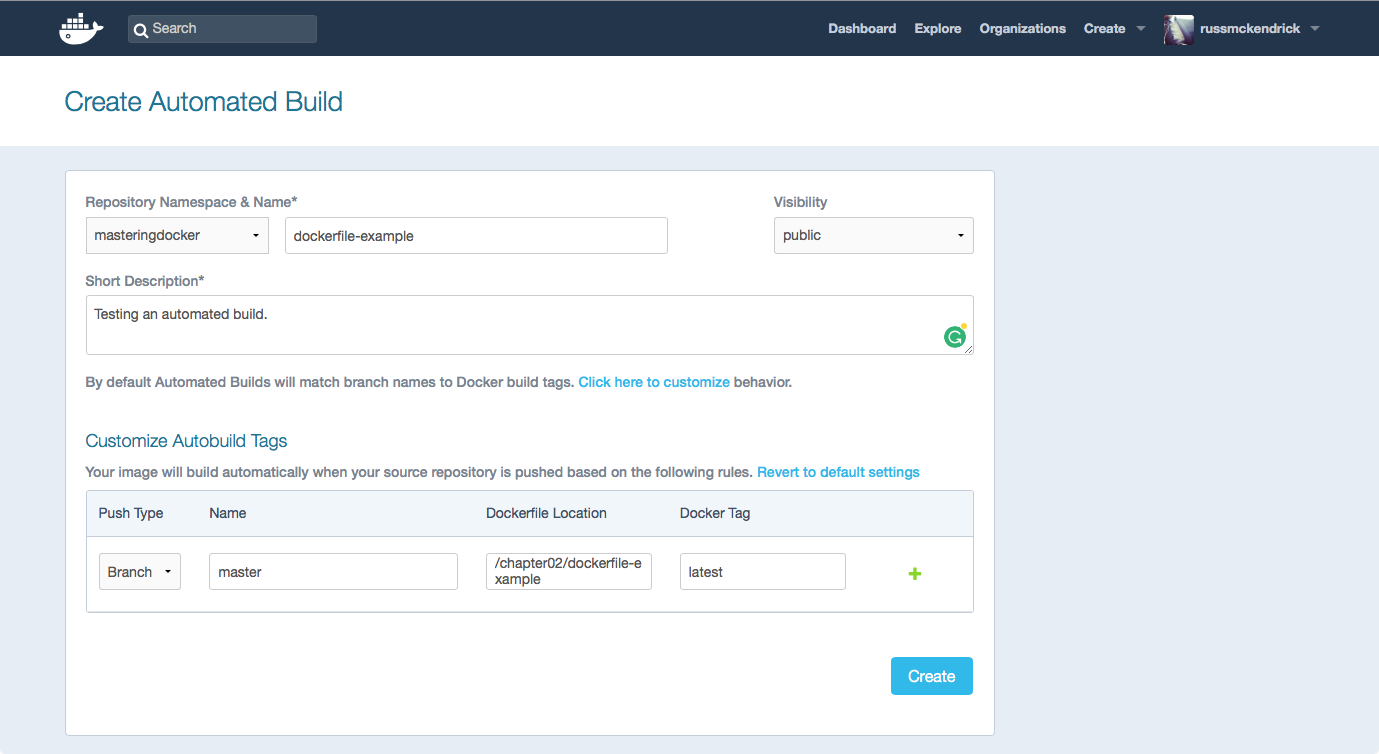 Search
Dashboard Explore Organizations Create russmckendrick
Create Automated Build
Repository Namespace & Name* Visibility
masteringdocker dockerfile-example public
Short Description*
Testing an automated build.
By default Automated Builds will match branch names to Docker build tags. Click here to customize behavior.
Customize Autobuild Tags
Your image will build automatically when your source repository is pushed based on the following rules. Revert to default settings
Push Type Name Dockerfile Location Docker Tag
Branch master /chapter02/dockerfile-e
xample latest
Create